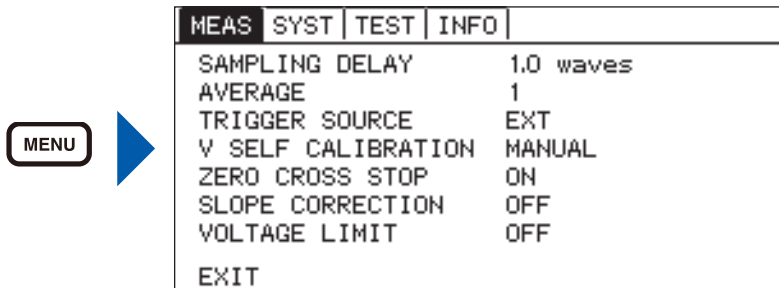 MENU
MEAS SYST TEST INFO
SAMPLING DELAY 1.0 waves
AVERAGE 1
TRIGGER SOURCE EXT
V SELF CALIBRATION MANUAL
ZERO CROSS STOP ON
SLOPE CORRECTION OFF
VOLTAGE LIMIT OFF
EXIT